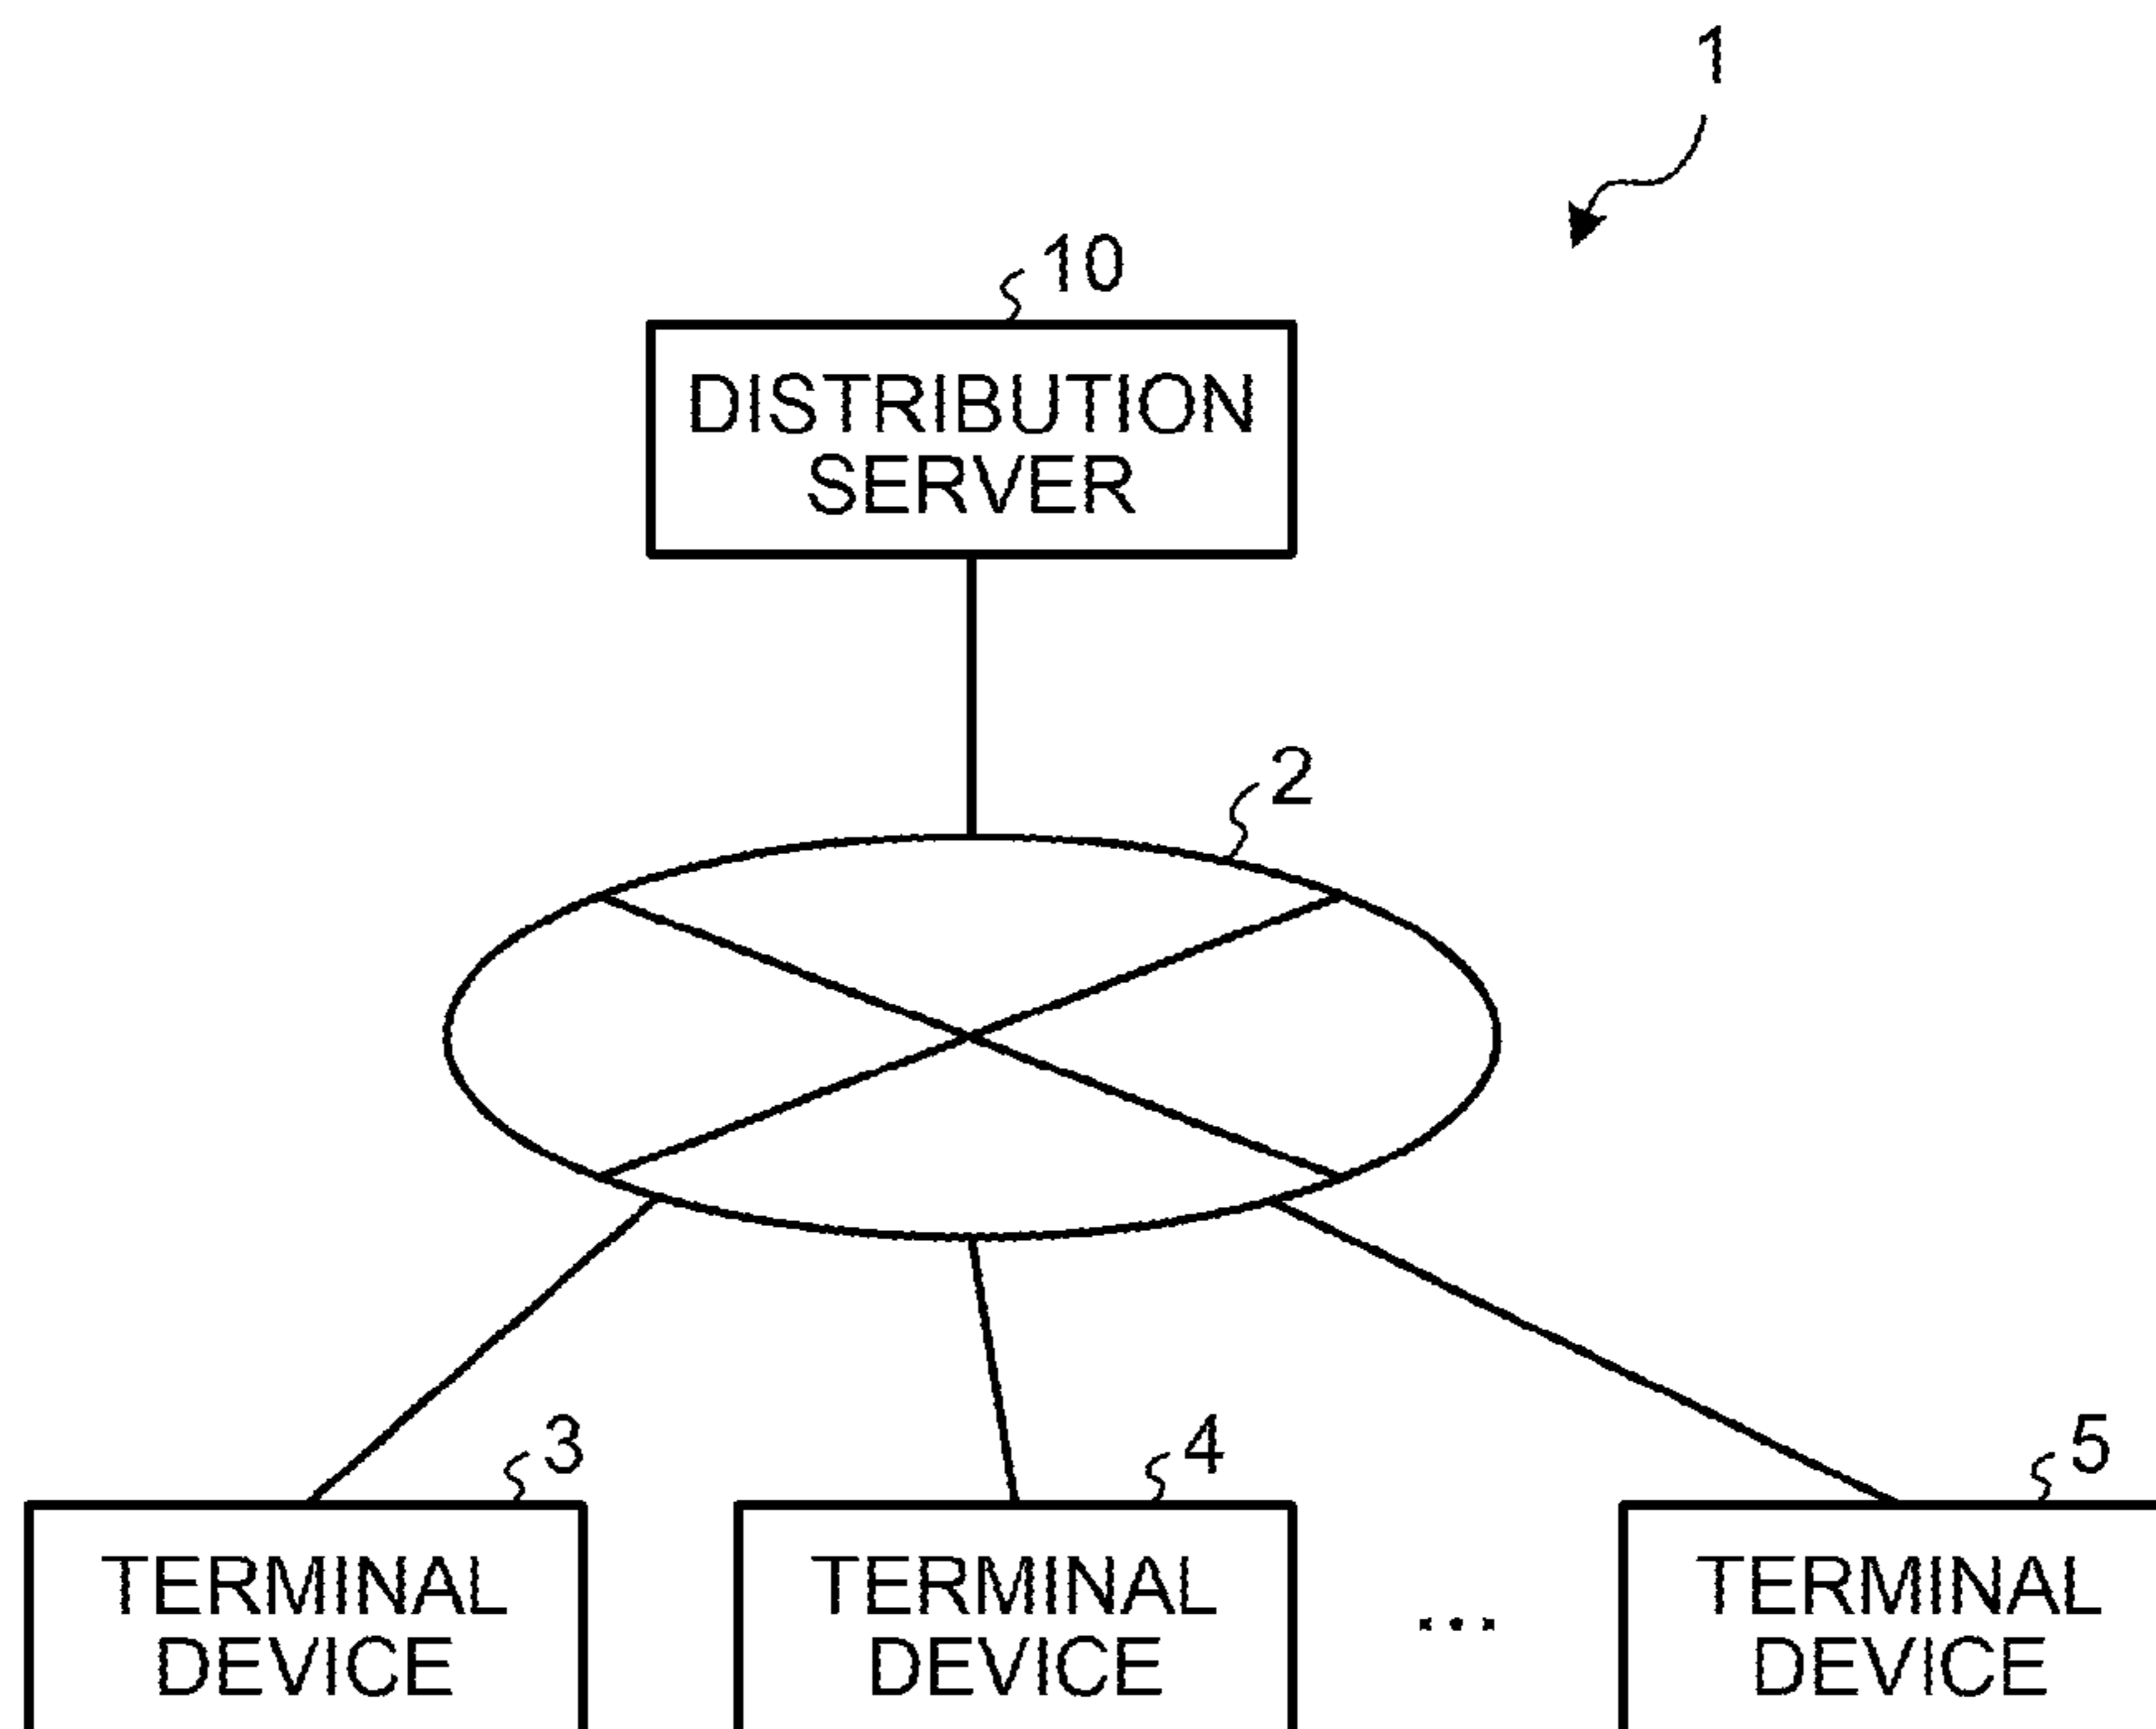 1
10
DISTRIBUTION
SERVER
2
3
4
5
TERMINAL
DEVICE
TERMINAL
DEVICE
...
TERMINAL
DEVICE